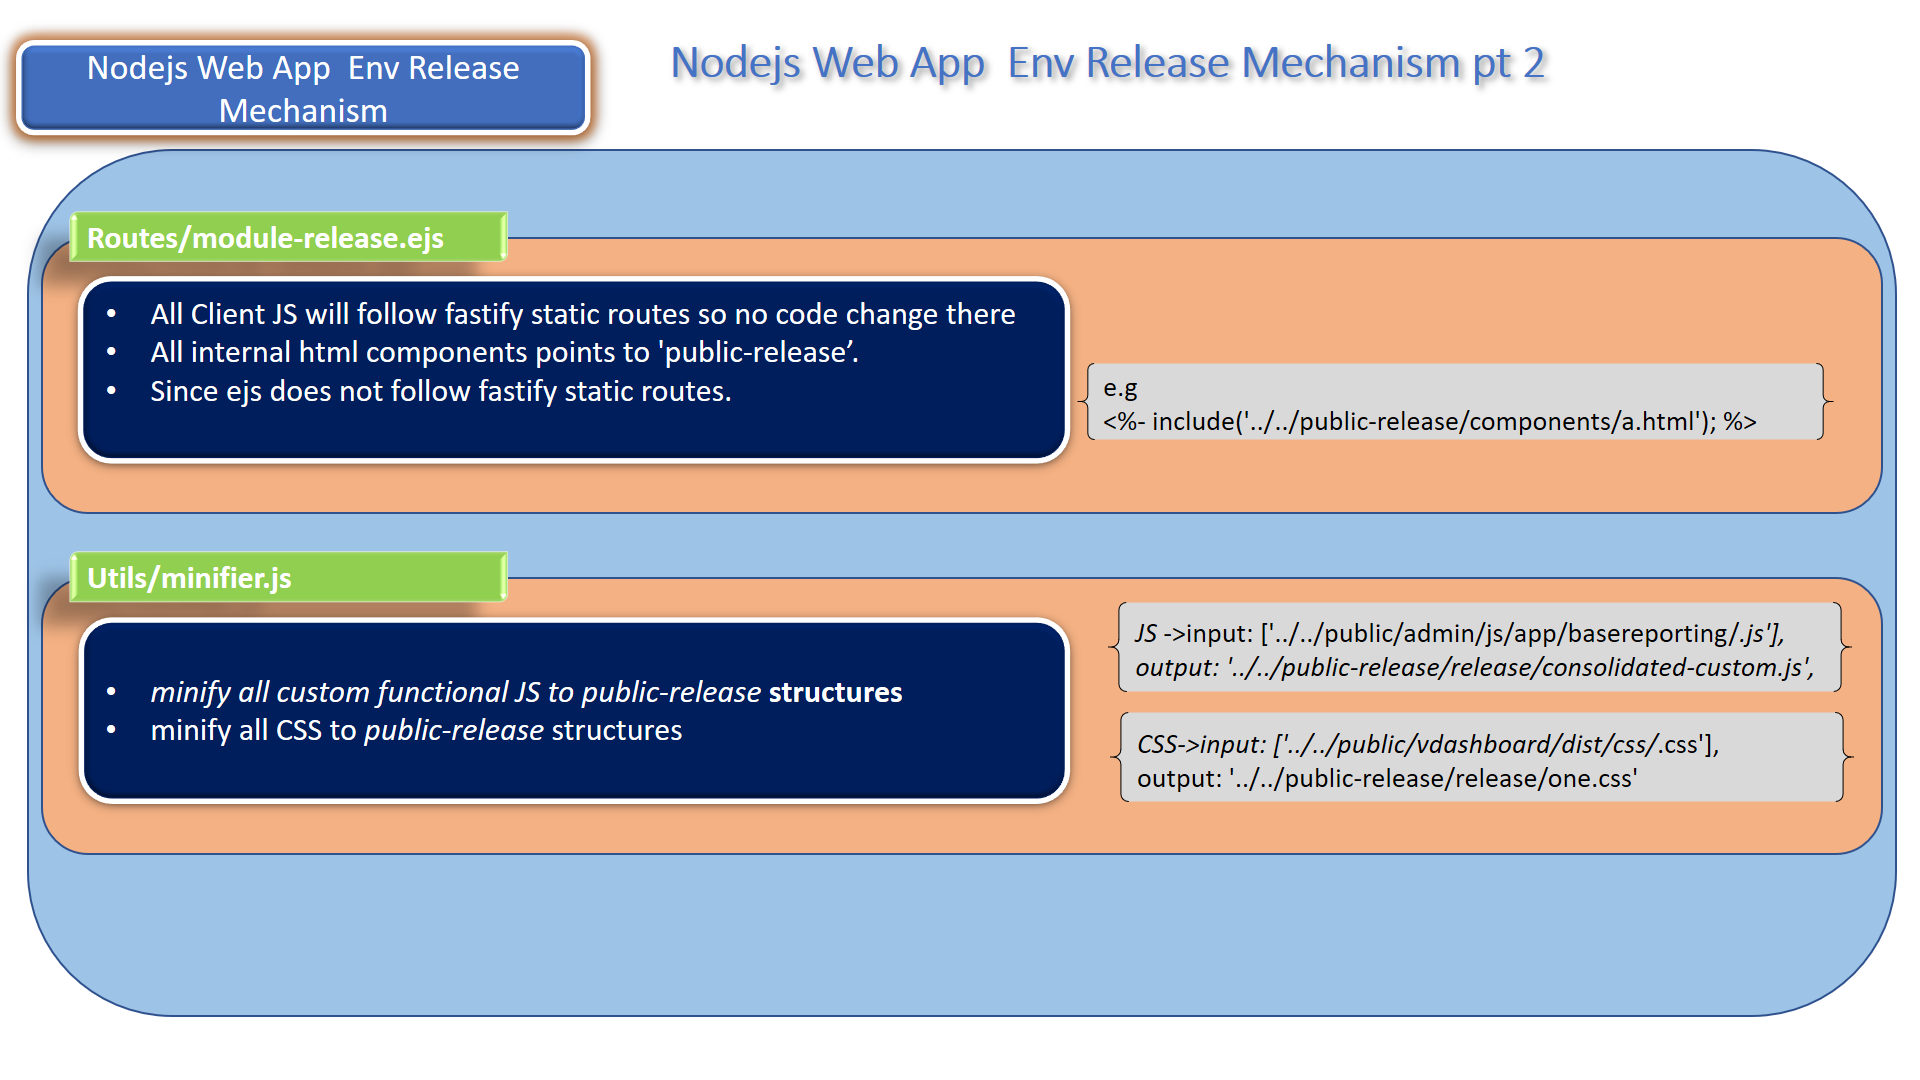 Nodejs Web App  Env Release
Mechanism
Nodejs Web App  Env Release Mechanism pt 2
Routes/module-release.ejs
• All Client JS will follow fastify static routes so no code change there
• All internal html components points to 'public-release’.
• Since ejs does not follow fastify static routes.
e.g
<%- include('../../public-release/components/a.html'); %>
Utils/minifier.js
• minify all custom functional JS to public-release structures
• minify all CSS to public-release structures
JS ->input: ['../../public/admin/js/app/basereporting/.js'],
output: '../../public-release/release/consolidated-custom.js',
CSS->input: ['../../public/vdashboard/dist/css/.css'],
output: '../../public-release/release/one.css'